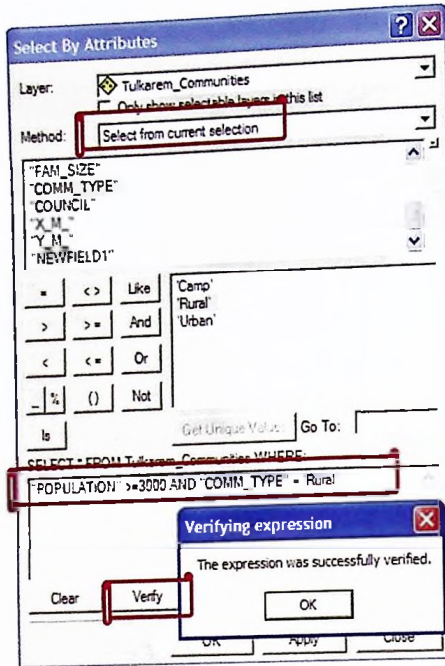 Select By Attributes
Layer: Tulkarem_Communities
Only show selectable layers in this list
Method: Select from current selection
"FAM_SIZE"
"COMM_TYPE"
"COUNCIL"
"X_M_"
"Y_M_"
"NEWFIELD1"
= <> Like
> >= And
< <= Or
_ % () Not
Is
'Camp'
'Rural'
'Urban'
Get Unique Values Go To:
SELECT * FROM Tulkarem_Communities WHERE:
"POPULATION" >=3000 AND "COMM_TYPE" = 'Rural'
Verifying expression
The expression was successfully verified.
OK
Clear Verify
OK Apply Close